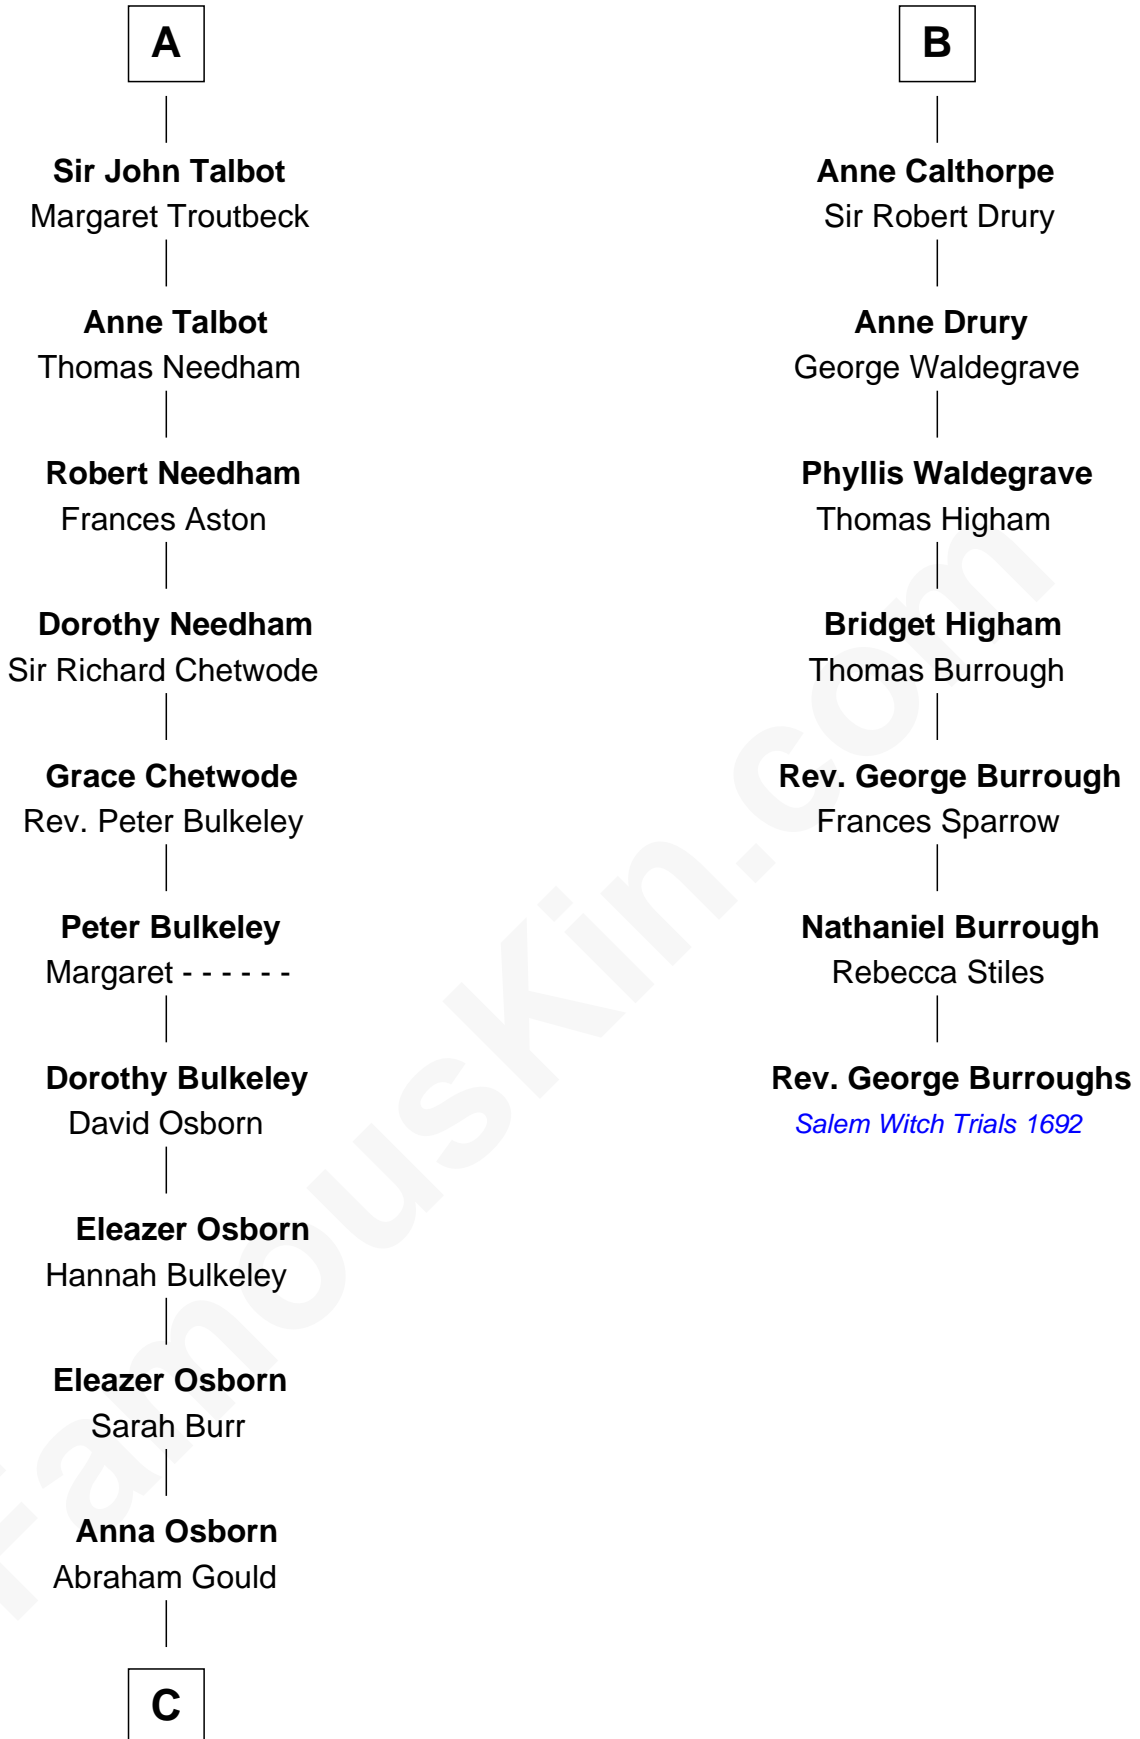 A
Sir John Talbot
Margaret Troutbeck
Anne Talbot
Thomas Needham
Robert Needham
Frances Aston
Dorothy Needham
Sir Richard Chetwode
Grace Chetwode
Rev. Peter Bulkeley
Peter Bulkeley
Margaret - - - - - -
Dorothy Bulkeley
David Osborn
Eleazer Osborn
Hannah Bulkeley
Eleazer Osborn
Sarah Burr
Anna Osborn
Abraham Gould
C
B
Anne Calthorpe
Sir Robert Drury
Anne Drury
George Waldegrave
Phyllis Waldegrave
Thomas Higham
Bridget Higham
Thomas Burrough
Rev. George Burrough
Frances Sparrow
Nathaniel Burrough
Rebecca Stiles
Rev. George Burroughs
Salem Witch Trials 1692
FamousKin.com